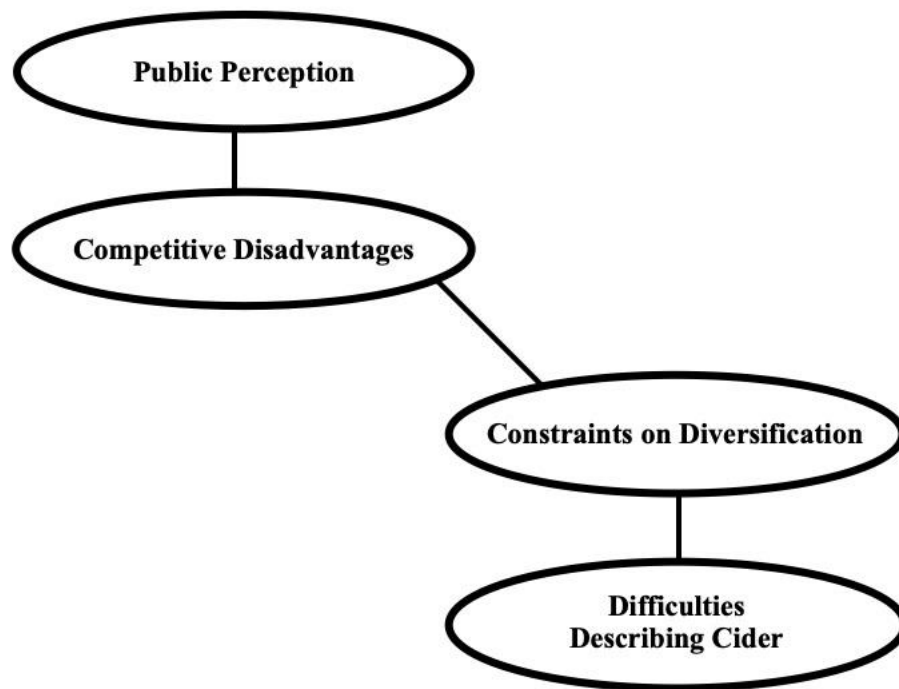 Public Perception
Competitive Disadvantages
Constraints on Diversification
Difficulties
Describing Cider